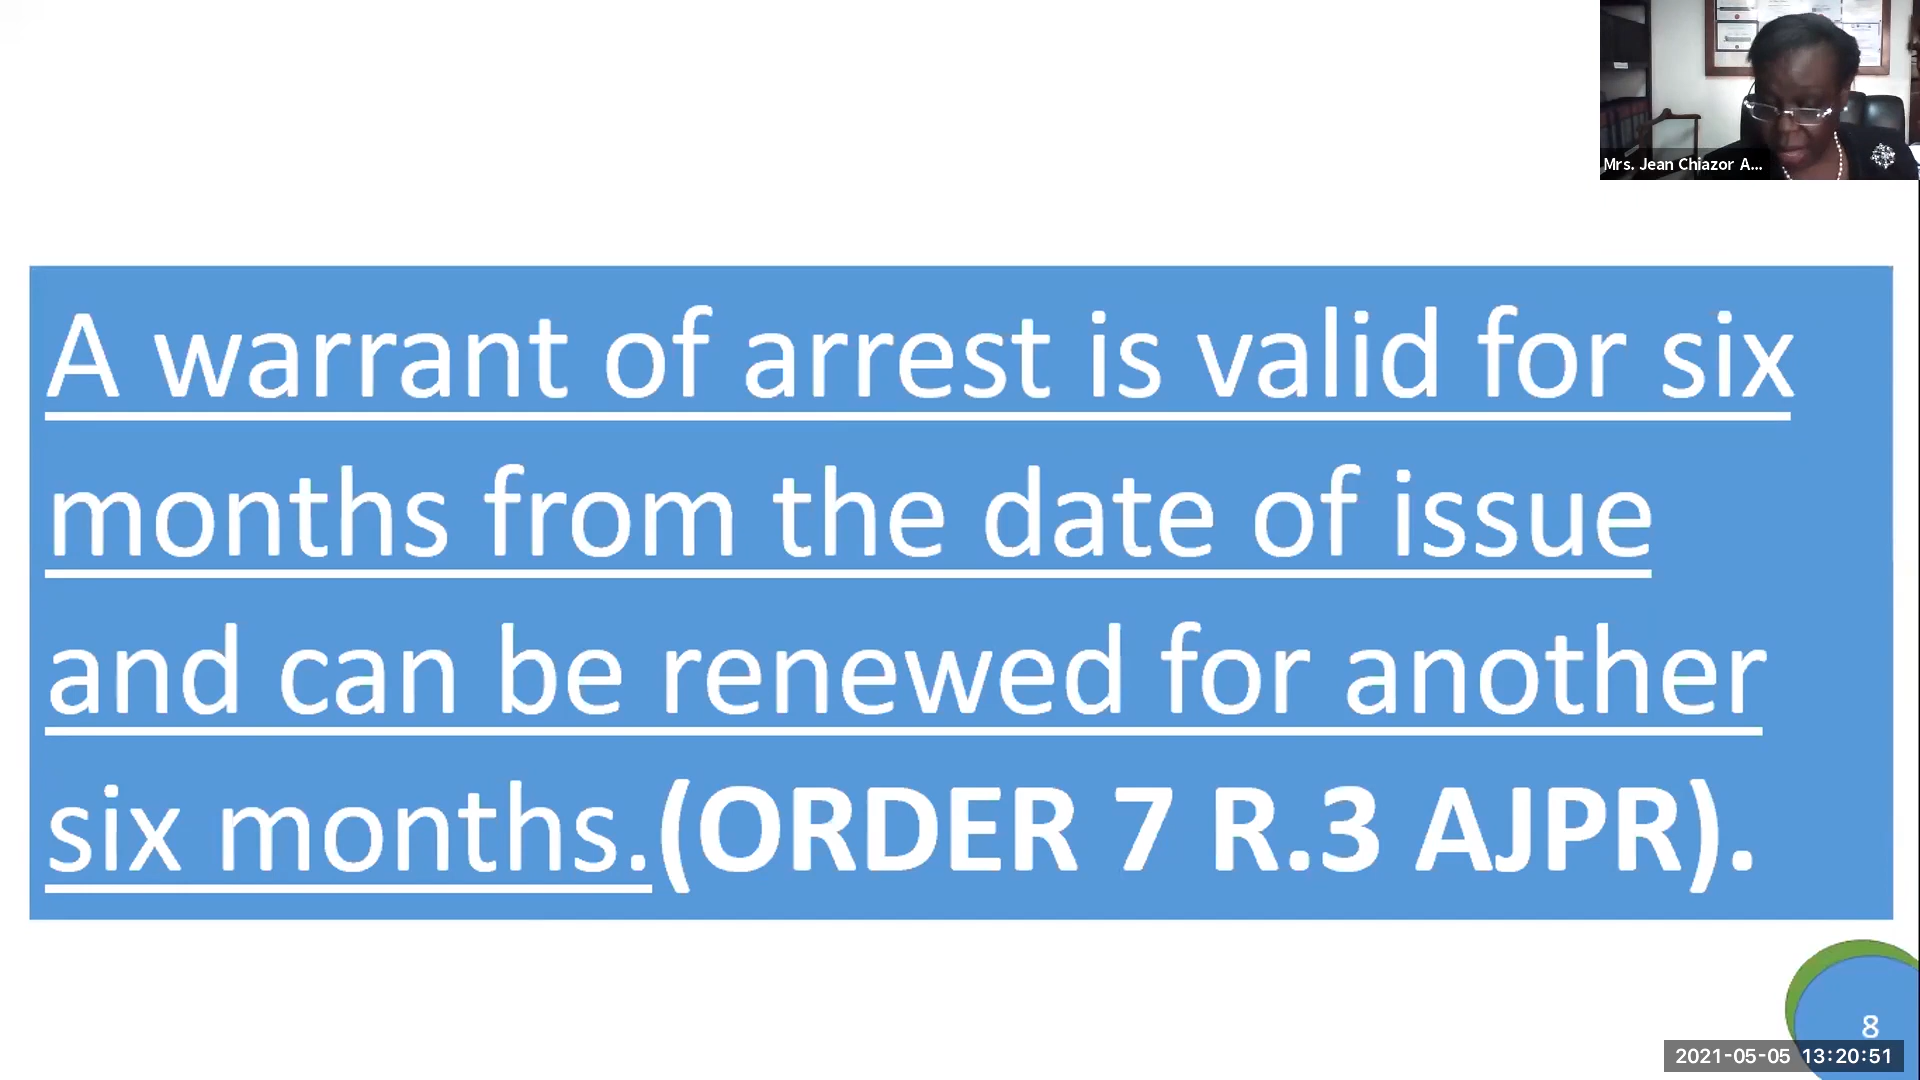 Mrs. Jean Chiazor A...
A warrant of arrest is valid for six
months from the date of issue
and can be renewed for another
six months.(ORDER 7 R.3 AJPR).
8
2021-05-05 13:20:51